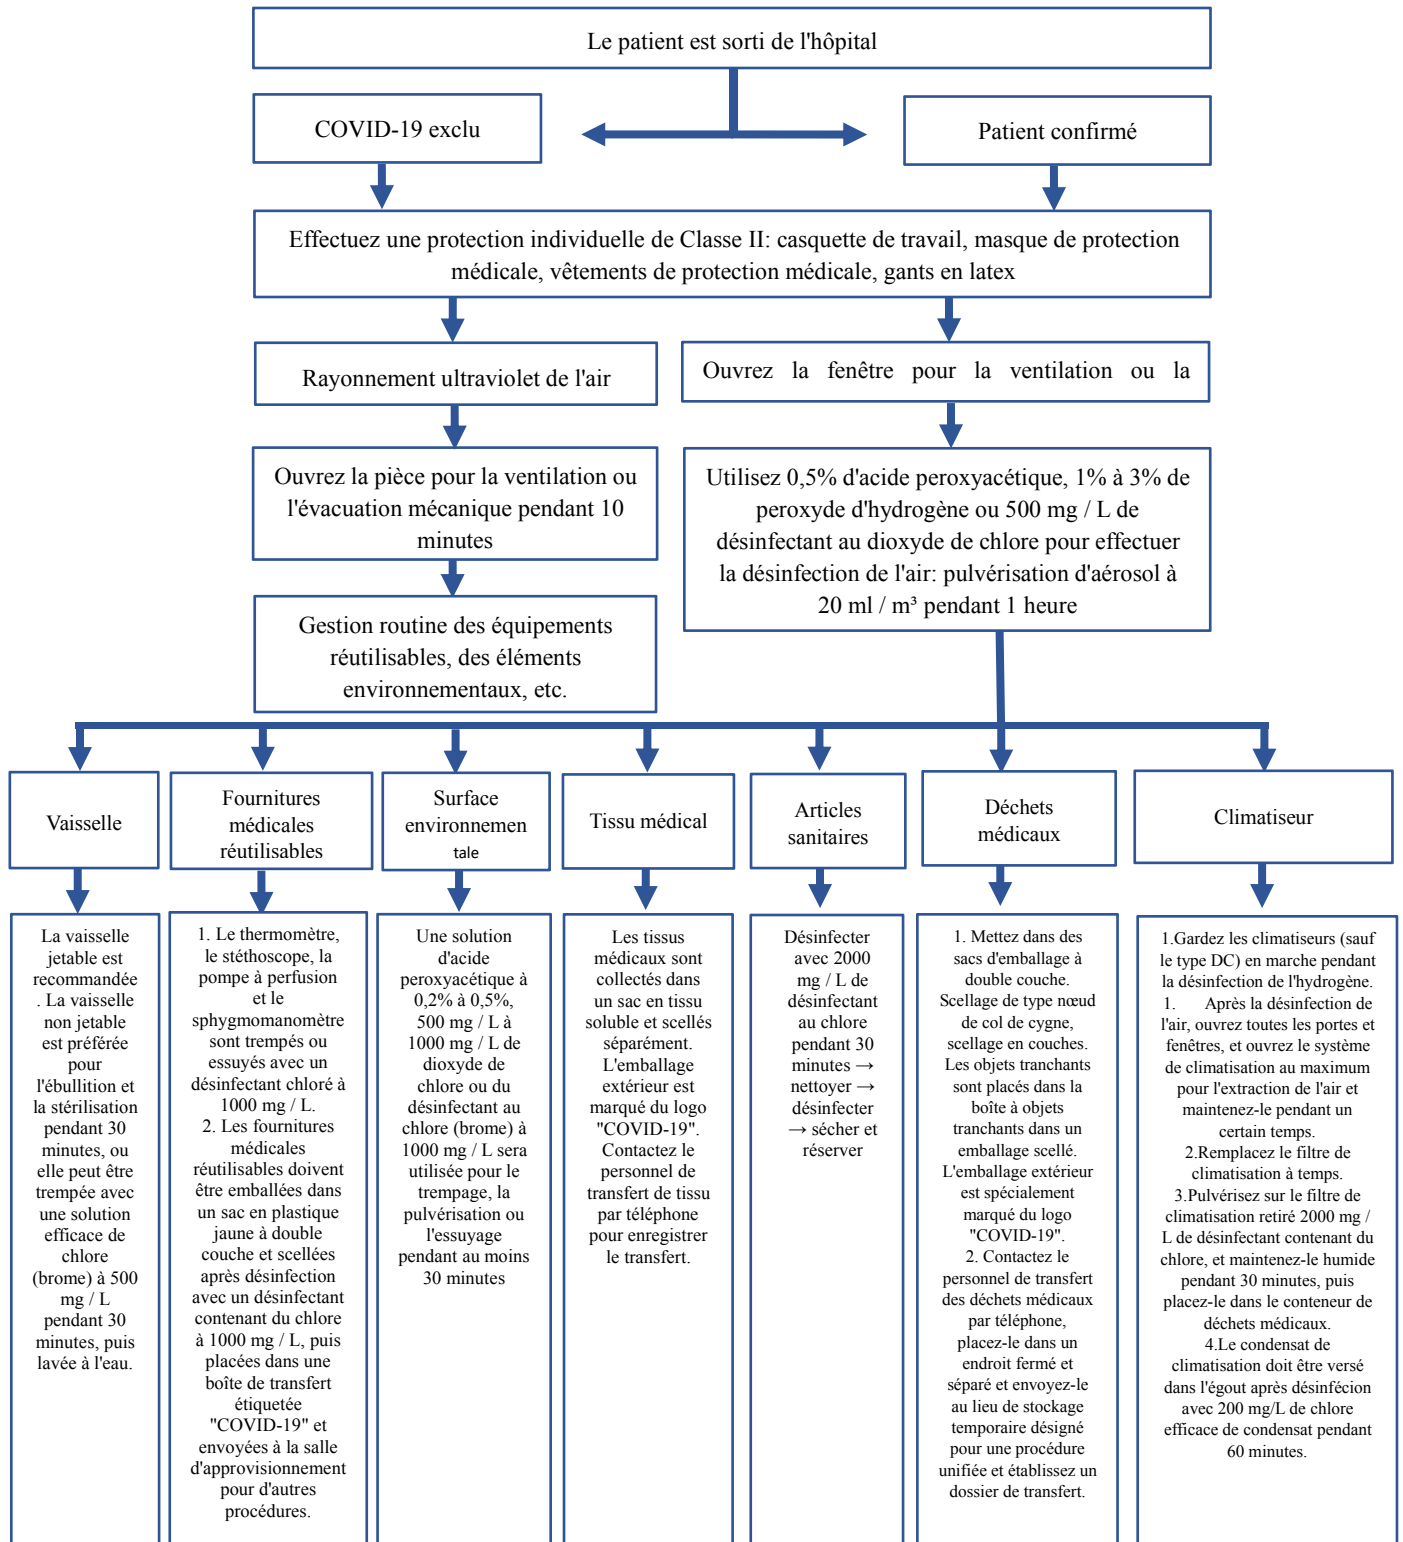 Le patient est sorti de l'hôpital
COVID-19 exclu
Patient confirmé
Effectuez une protection individuelle de Classe II: casquette de travail, masque de protection
médicale, vêtements de protection médicale, gants en latex
Rayonnement ultraviolet de l'air
Ouvrez la fenêtre pour la ventilation ou la
Ouvrez la pièce pour la ventilation ou
l'évacuation mécanique pendant 10
minutes
Utilisez 0,5% d'acide peroxyacétique, 1% à 3% de
peroxyde d'hydrogène ou 500 mg / L de
désinfectant au dioxyde de chlore pour effectuer
la désinfection de l'air: pulvérisation d'aérosol à
20 ml / m³ pendant 1 heure
Gestion routine des équipements
réutilisables, des éléments
environnementaux, etc.
Vaisselle
Fournitures
médicales
réutilisables
Surface
environnemen
tale
Tissu médical
Articles
sanitaires
Déchets
médicaux
Climatiseur
La vaisselle
jetable est
recommandée
. La vaisselle
non jetable
est préférée
pour
l'ébullition et
la stérilisation
pendant 30
minutes, ou
elle peut être
trempée avec
une solution
efficace de
chlore
(brome) à 500
mg / L
pendant 30
minutes, puis
lavée à l'eau.
1. Le thermomètre,
le stéthoscope, la
pompe à perfusion
et le
sphygmomanomètre
sont trempés ou
essuyés avec un
désinfectant chloré à
1000 mg / L.
2. Les fournitures
médicales
réutilisables doivent
être emballées dans
un sac en plastique
jaune à double
couche et scellées
après désinfection
avec un désinfectant
contenant du chlore
à 1000 mg / L, puis
placées dans une
boîte de transfert
étiquetée
"COVID-19" et
envoyées à la salle
d'approvisionnement
pour d'autres
procédures.
Une solution
d'acide
peroxyacétique à
0,2% à 0,5%,
500 mg / L à
1000 mg / L de
dioxyde de
chlore ou du
désinfectant au
chlore (brome) à
1000 mg / L sera
utilisée pour le
trempage, la
pulvérisation ou
l'essuyage
pendant au moins
30 minutes
Les tissus
médicaux sont
collectés dans
un sac en tissu
soluble et scellés
séparément.
L'emballage
extérieur est
marqué du logo
"COVID-19".
Contactez le
personnel de
transfert de tissu
par téléphone
pour enregistrer
le transfert.
Désinfecter
avec 2000
mg / L de
désinfectant
au chlore
pendant 30
minutes →
nettoyer →
désinfecter
→ sécher et
réserver
1. Mettez dans des
sacs d'emballage à
double couche.
Scellage de type nœud
de col de cygne,
scellage en couches.
Les objets tranchants
sont placés dans la
boîte à objets
tranchants dans un
emballage scellé.
L'emballage extérieur
est spécialement
marqué du logo
"COVID-19".
2. Contactez le
personnel de transfert
des déchets médicaux
par téléphone,
placez-le dans un
endroit fermé et
séparé et envoyez-le
au lieu de stockage
temporaire désigné
pour une procédure
unifiée et établissez un
dossier de transfert.
1.Gardez les climatiseurs (sauf
le type DC) en marche pendant
la désinfection de l'hydrogène.
1. Après la désinfection de
l'air, ouvrez toutes les portes et
fenêtres, et ouvrez le système
de climatisation au maximum
pour l'extraction de l'air et
maintenez-le pendant un
certain temps.
2.Remplacez le filtre de
climatisation à temps.
3.Pulvérisez sur le filtre de
climatisation retiré 2000 mg /
L de désinfectant contenant du
chlore, et maintenez-le humide
pendant 30 minutes, puis
placez-le dans le conteneur de
déchets médicaux.
4.Le condensat de
climatisation doit être versé
dans l'égout après désinfécion
avec 200 mg/L de chlore
efficace de condensat pendant
60 minutes.